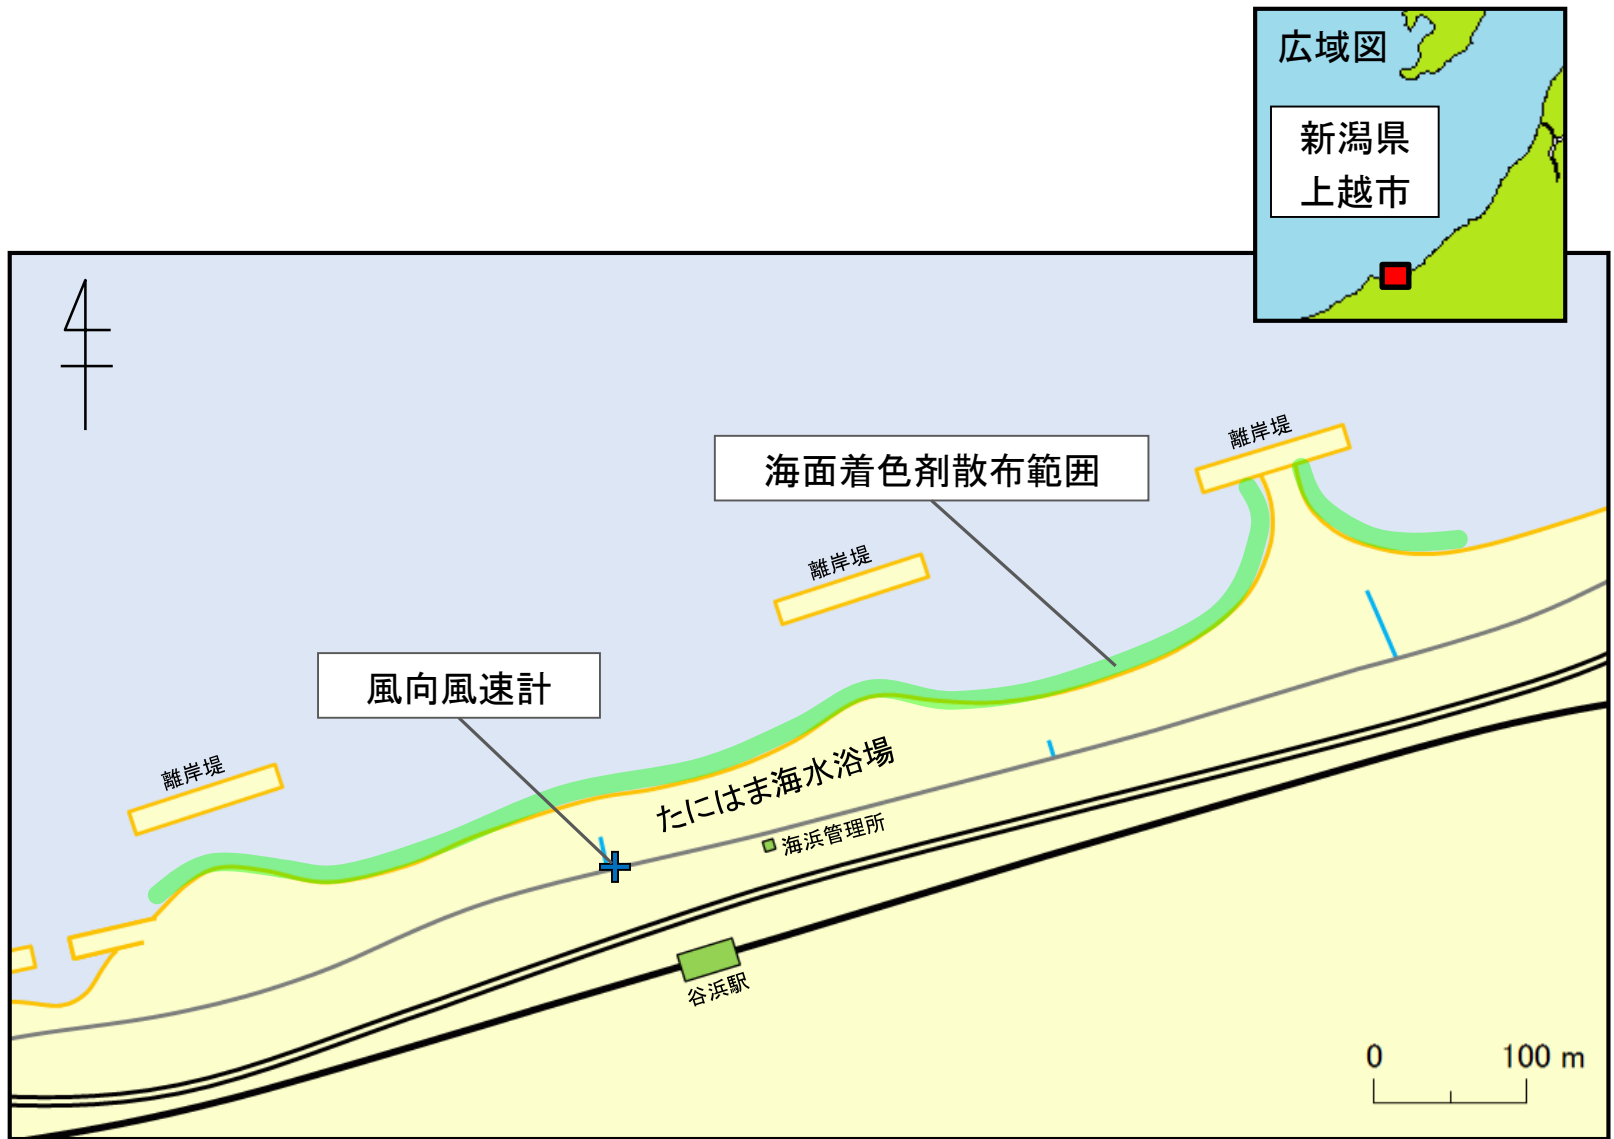 広域図
新潟県
上越市
離岸堤
海面着色剤散布範囲
離岸堤
風向風速計
離岸堤
たにはま海水浴場
海浜管理所
谷浜駅
0 100 m